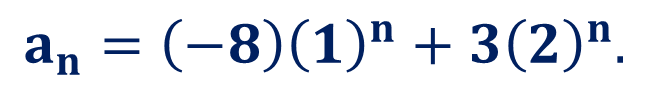 aₙ = (−8)(1)ⁿ + 3(2)ⁿ.